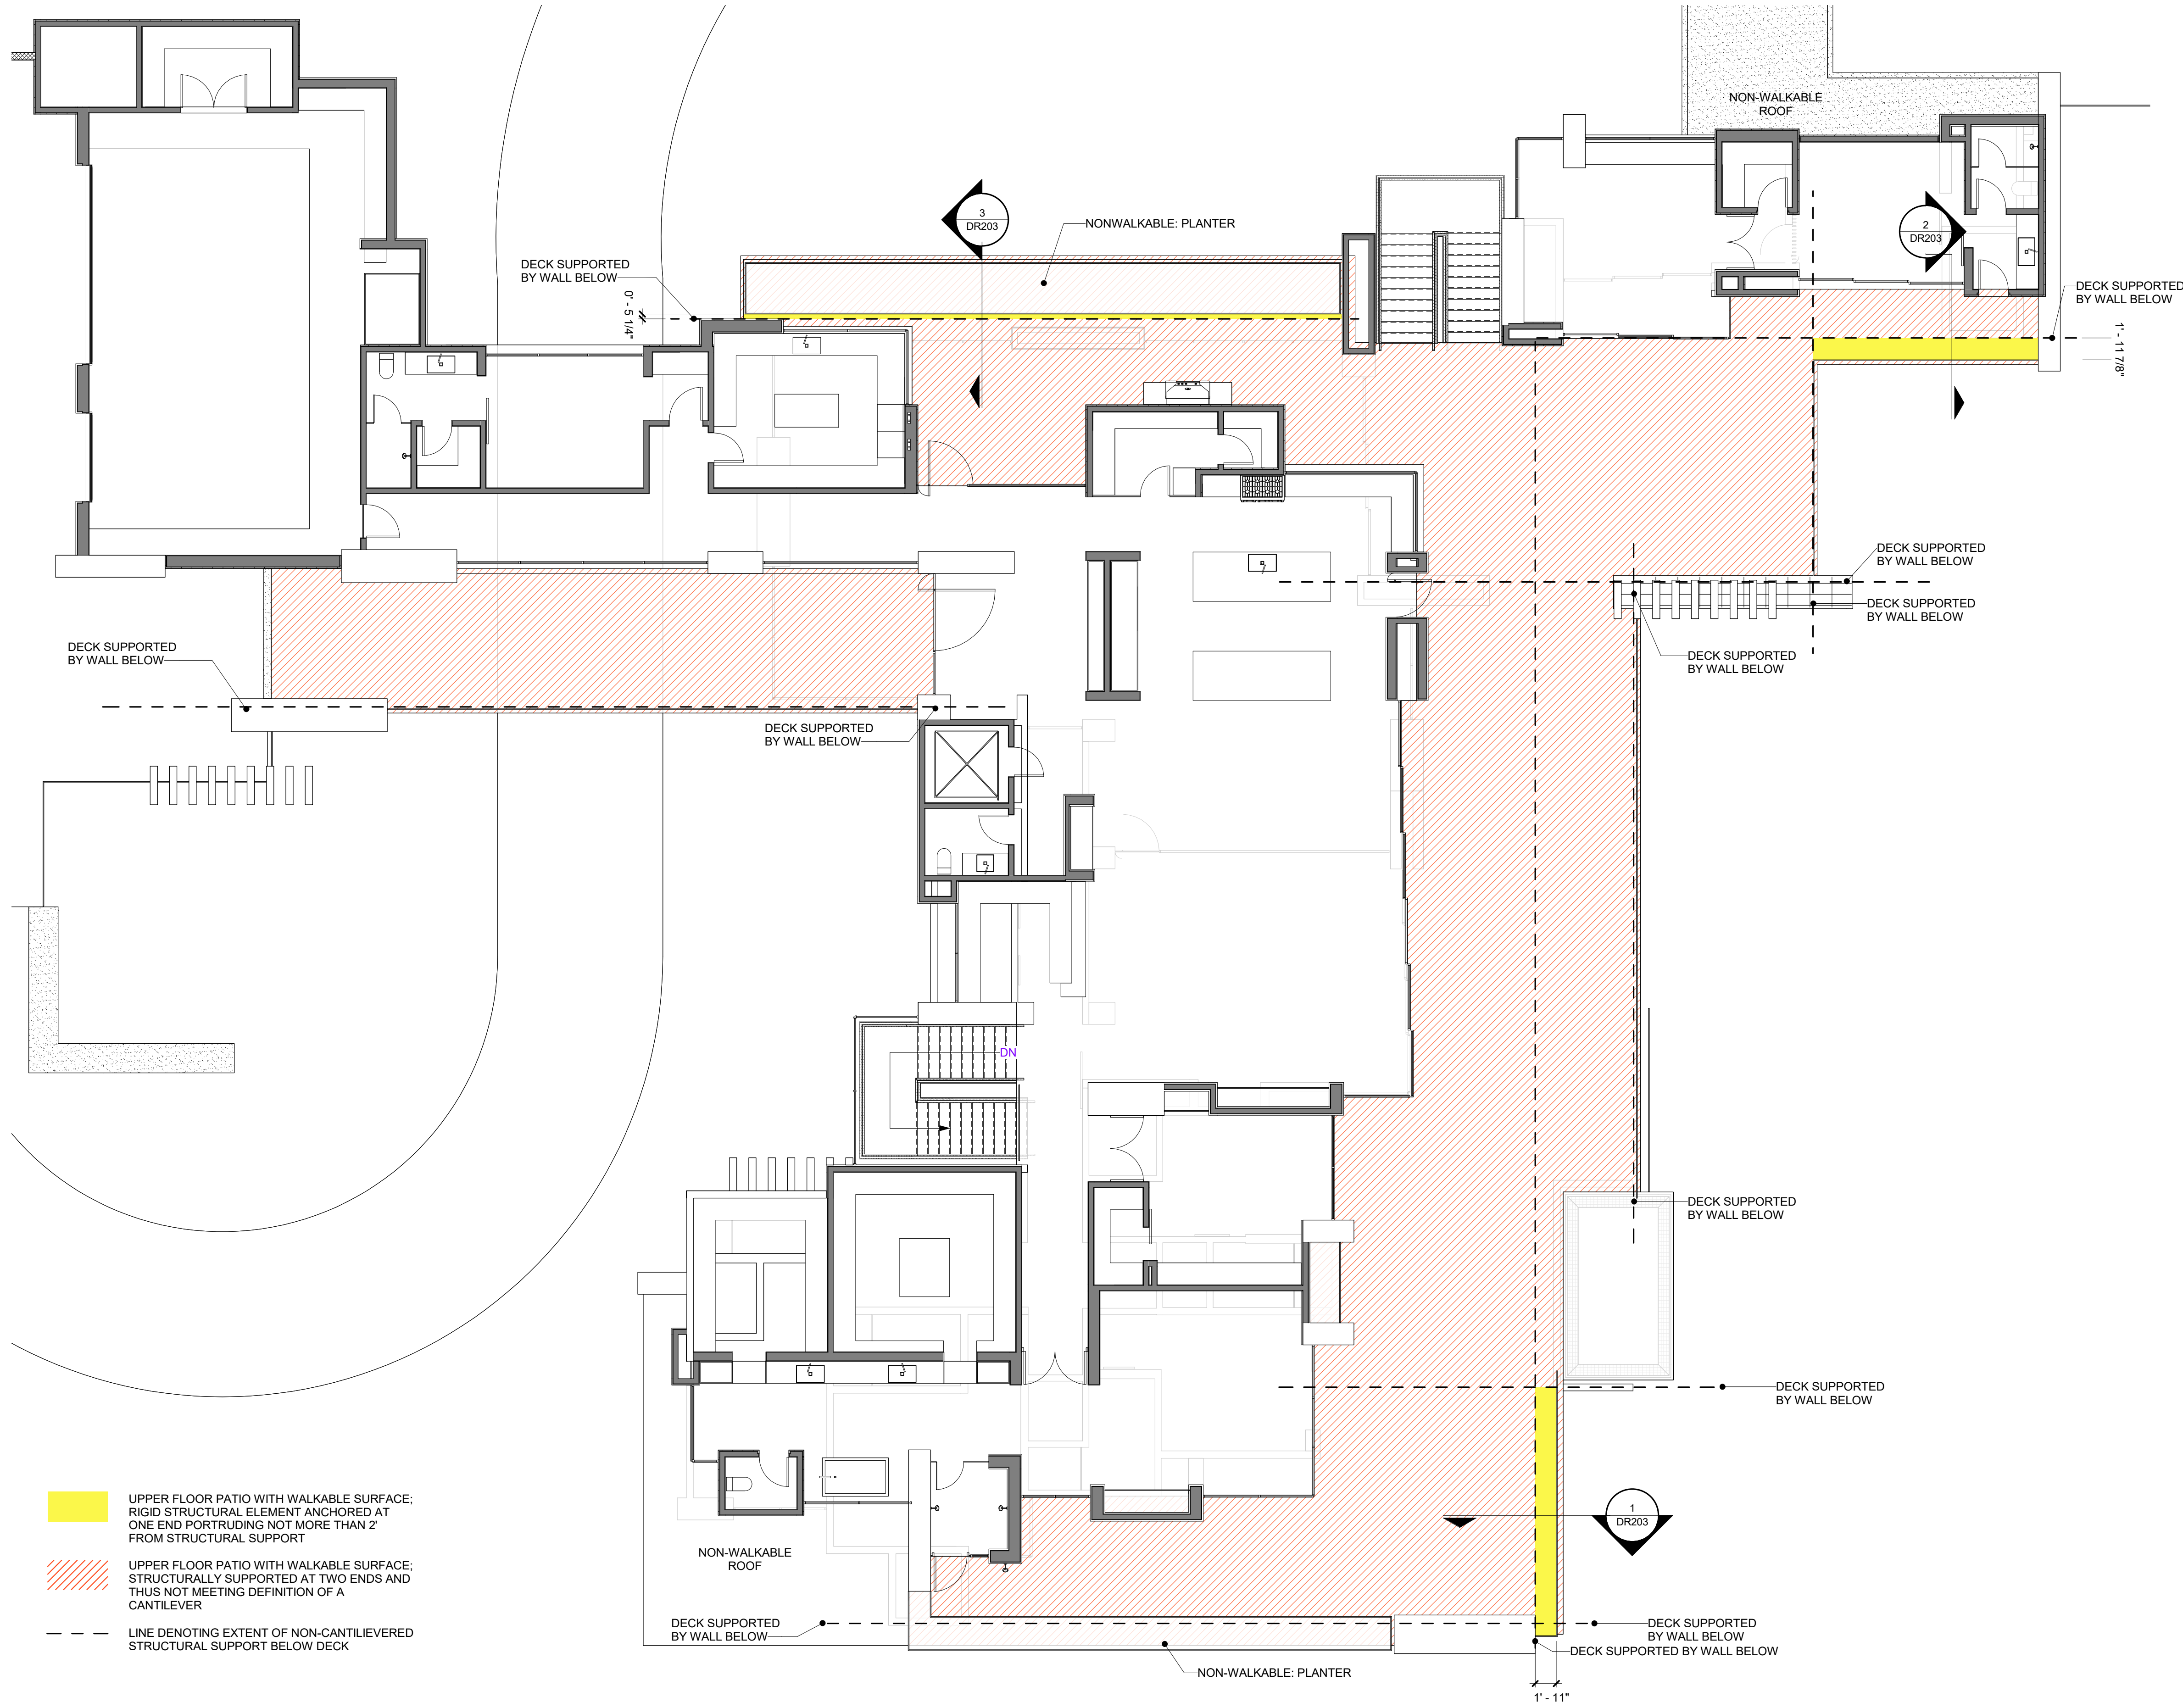 NON-WALKABLE
ROOF
3
DR203
NONWALKABLE: PLANTER
2
DR203
DECK SUPPORTED
BY WALL BELOW
0' - 5 1/4"
DECK SUPPORTED
BY WALL BELOW
1' - 11 7/8"
DECK SUPPORTED
BY WALL BELOW
DECK SUPPORTED
BY WALL BELOW
DECK SUPPORTED
BY WALL BELOW
DECK SUPPORTED
BY WALL BELOW
DECK SUPPORTED
BY WALL BELOW
DN
DECK SUPPORTED
BY WALL BELOW
DECK SUPPORTED
BY WALL BELOW
1
DR203
UPPER FLOOR PATIO WITH WALKABLE SURFACE;
RIGID STRUCTURAL ELEMENT ANCHORED AT
ONE END PORTRUDING NOT MORE THAN 2'
FROM STRUCTURAL SUPPORT
UPPER FLOOR PATIO WITH WALKABLE SURFACE;
STRUCTURALLY SUPPORTED AT TWO ENDS AND
THUS NOT MEETING DEFINITION OF A
CANTILEVER
LINE DENOTING EXTENT OF NON-CANTILIEVERED
STRUCTURAL SUPPORT BELOW DECK
NON-WALKABLE
ROOF
DECK SUPPORTED
BY WALL BELOW
DECK SUPPORTED
BY WALL BELOW
DECK SUPPORTED BY WALL BELOW
NON-WALKABLE: PLANTER
1' - 11"